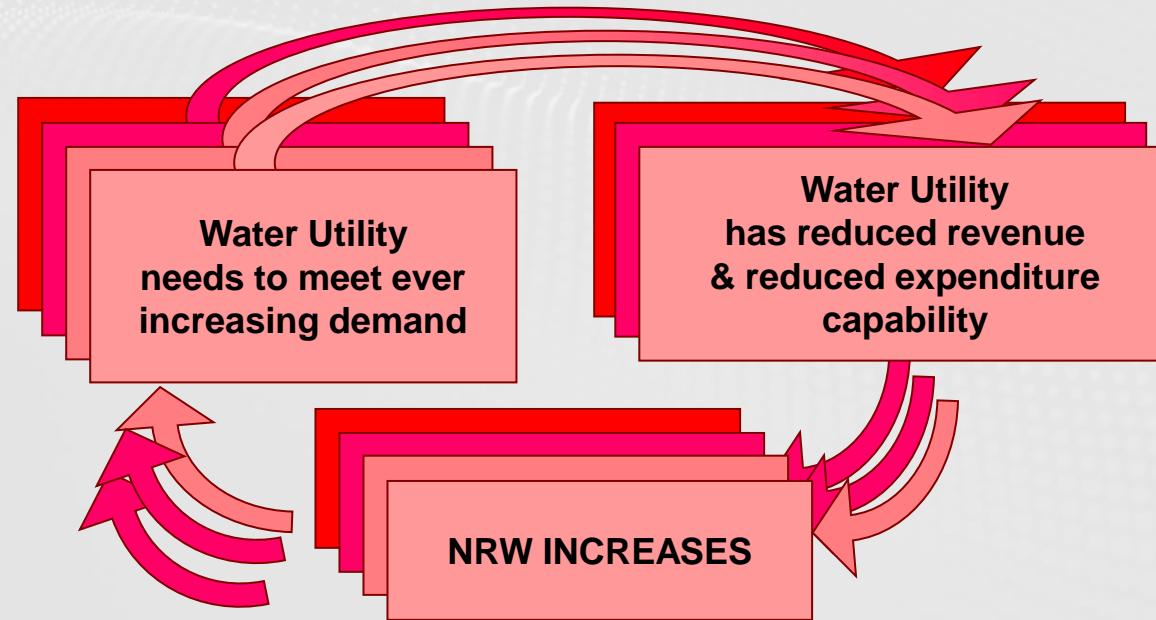 Water Utility
needs to meet ever
increasing demand
Water Utility
has reduced revenue
& reduced expenditure
capability
NRW INCREASES